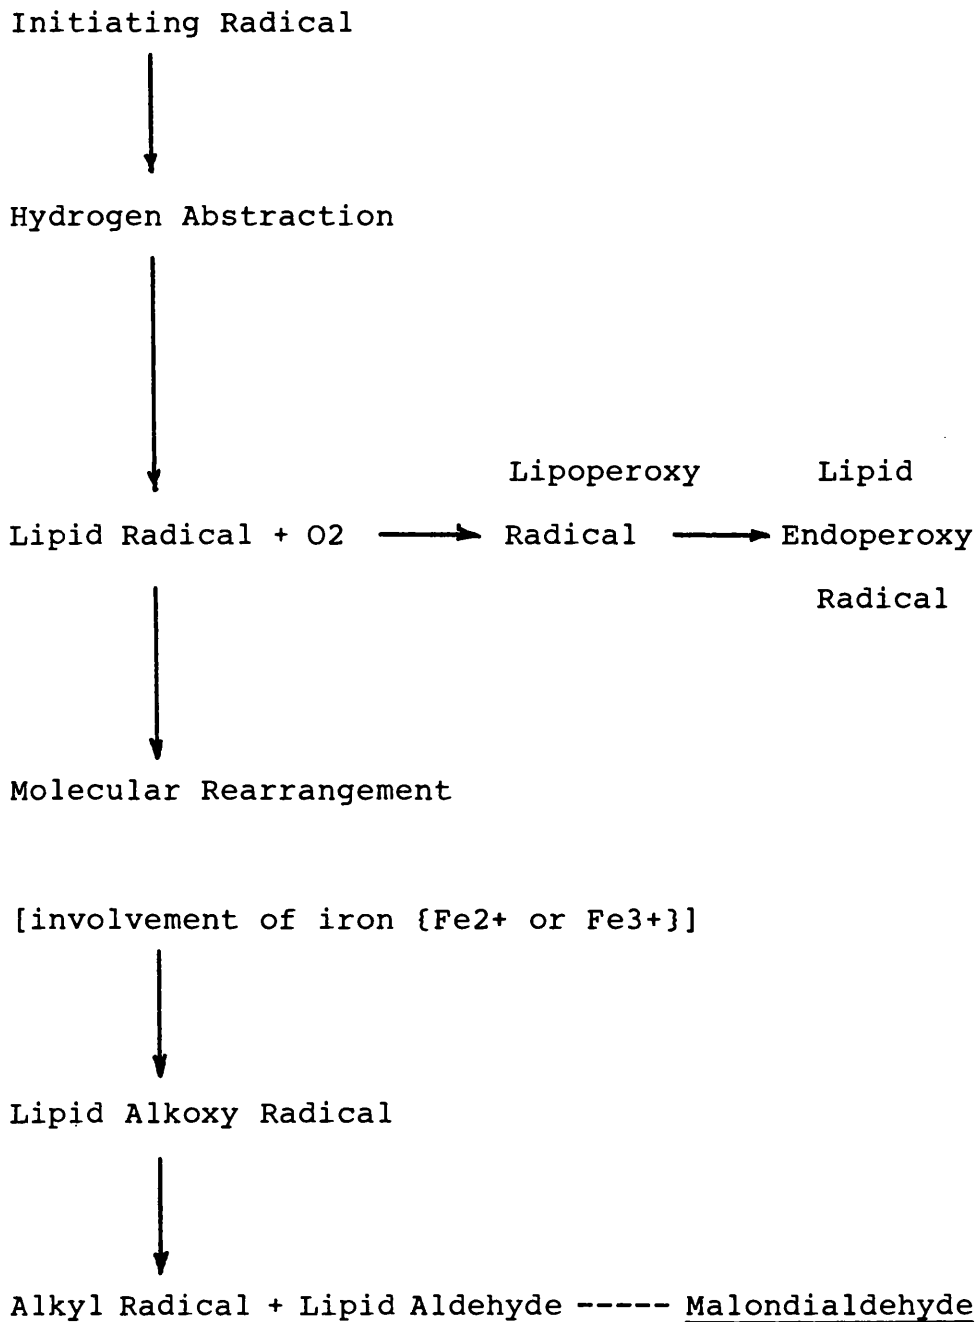 Initiating Radical
Hydrogen Abstraction
Lipoperoxy Lipid
Lipid Radical + O2 Radical Endoperoxy
Radical
Molecular Rearrangement
[involvement of iron {Fe2+ or Fe3+}]
Lipid Alkoxy Radical
Alkyl Radical + Lipid Aldehyde ----- Malondialdehyde